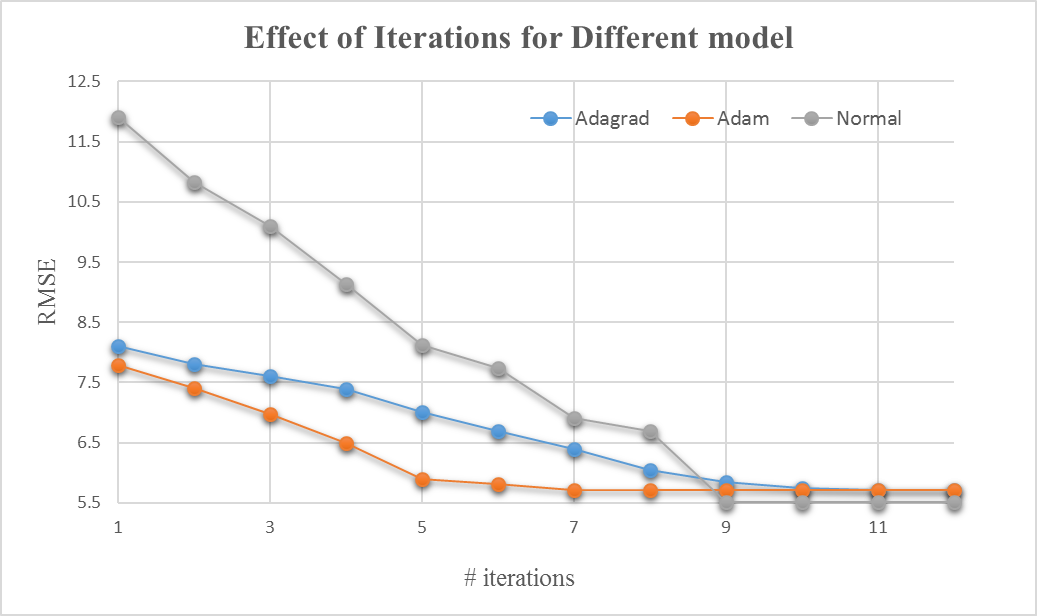 Effect of Iterations for Different model
12.5
Adagrad Adam Normal
11.5
10.5
9.5
RMSE
8.5
7.5
6.5
5.5
1 3 5 7 9 11
# iterations